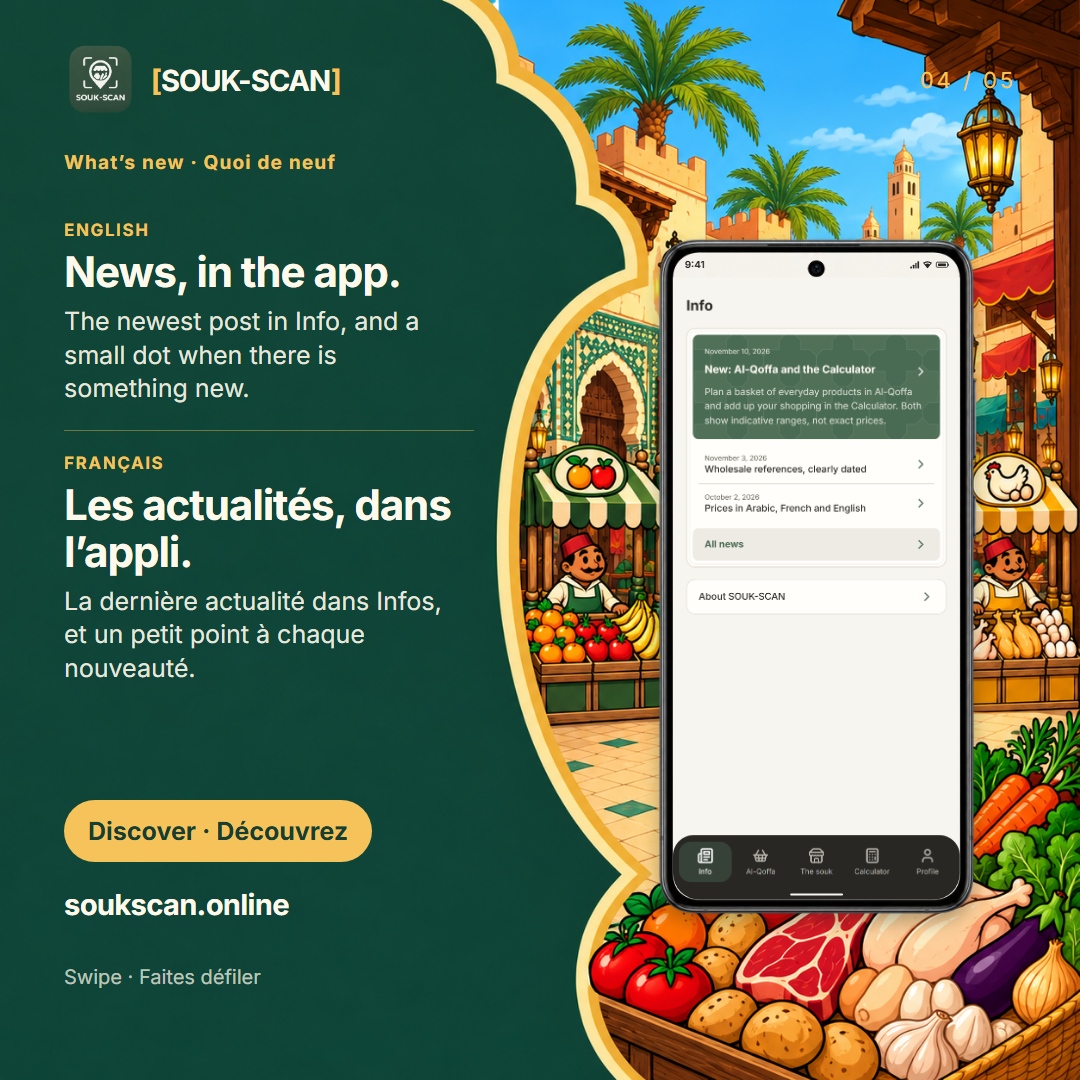 SOUK-SCAN
[SOUK-SCAN]
04 / 05
What's new · Quoi de neuf
ENGLISH
News, in the app.
The newest post in Info, and a
small dot when there is
something new.
FRANÇAIS
Les actualités, dans
l'appli.
La dernière actualité dans Infos,
et un petit point à chaque
nouveauté.
Discover · Découvrez
soukscan.online
Swipe · Faites défiler
9:41
Info
November 10, 2026
New: Al-Qoffa and the Calculator
Plan a basket of everyday products in Al-Qoffa
and add up your shopping in the Calculator. Both
show indicative ranges, not exact prices.
November 3, 2026
Wholesale references, clearly dated
October 2, 2026
Prices in Arabic, French and English
All news
About SOUK-SCAN
Info
Al-Qoffa
The souk
Calculator
Profile